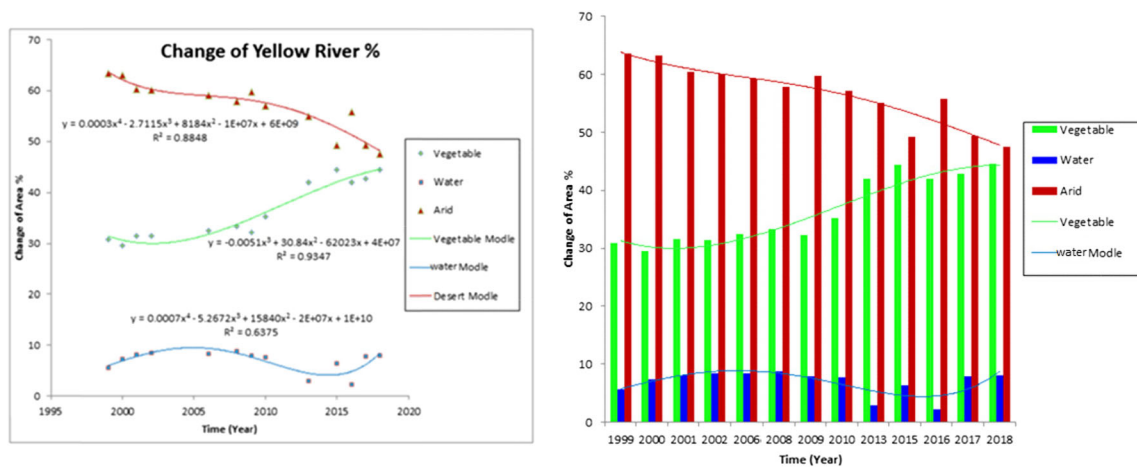 Change of Yellow River %
70
60
50
40
30
20
10
0
Change of Area %
y = 0.0003x⁴ - 2.7115x³ + 8184x² - 1E+07x + 6E+09
R² = 0.8848
y = -0.0051x³ + 30.84x² - 62023x + 4E+07
R² = 0.9347
y = 0.0007x⁴ - 5.2672x³ + 15840x² - 2E+07x + 1E+10
R² = 0.6375
1995 2000 2005 2010 2015 2020
Time (Year)
Vegetable
Water
Arid
Vegetable Modle
water Modle
Desert Modle
70
60
50
40
30
20
10
0
Change of Area %
1999 2000 2001 2002 2006 2008 2009 2010 2013 2015 2016 2017 2018
Time (Year)
Vegetable
Water
Arid
Vegetable
water Modle